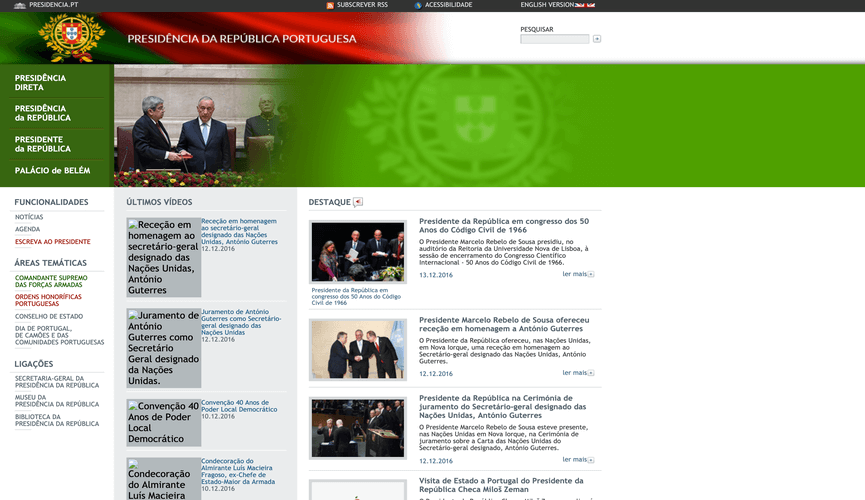 PRESIDENCIA.PT
SUBSCREVER RSS
ACESSIBILIDADE
ENGLISH VERSION
PRESIDÊNCIA DA REPÚBLICA PORTUGUESA
PESQUISAR
PRESIDÊNCIA
DIRETA
PRESIDÊNCIA
da REPÚBLICA
PRESIDENTE
da REPÚBLICA
PALÁCIO de BELÉM
FUNCIONALIDADES
NOTÍCIAS
AGENDA
ESCREVA AO PRESIDENTE
ÁREAS TEMÁTICAS
COMANDANTE SUPREMO
DAS FORÇAS ARMADAS
ORDENS HONORÍFICAS
PORTUGUESAS
CONSELHO DE ESTADO
DIA DE PORTUGAL,
DE CAMÕES E DAS
COMUNIDADES PORTUGUESAS
LIGAÇÕES
SECRETARIA-GERAL DA
PRESIDÊNCIA DA REPÚBLICA
MUSEU DA
PRESIDÊNCIA DA REPÚBLICA
BIBLIOTECA DA
PRESIDÊNCIA DA REPÚBLICA
ÚLTIMOS VÍDEOS
Receção em
homenagem ao
secretário-geral
designado das
Nações Unidas,
António
Guterres
Receção em homenagem
ao secretário-geral
designado das Nações
Unidas, António Guterres
12.12.2016
Juramento de
António
Guterres como
Secretário
Geral designado
da Nações
Unidas.
Juramento de António
Guterres como Secretário-
geral designado das
Nações Unidas
12.12.2016
Convenção 40
Anos de Poder
Local
Democrático
Convenção 40 Anos de
Poder Local Democrático
10.12.2016
Condecoração
do Almirante
Luís Macieira
Condecoração do
Almirante Luís Macieira
Fragoso, ex-Chefe de
Estado-Maior da Armada
10.12.2016
DESTAQUE
Presidente da República em
congresso dos 50 Anos do Código
Civil de 1966
Presidente da República em congresso dos 50
Anos do Código Civil de 1966
O Presidente Marcelo Rebelo de Sousa presidiu, no
auditório da Reitoria da Universidade Nova de Lisboa, à
sessão de encerramento do Congresso Científico
Internacional - 50 Anos do Código Civil de 1966.
13.12.2016
ler mais
Presidente Marcelo Rebelo de Sousa ofereceu
receção em homenagem a António Guterres
O Presidente da República ofereceu, nas Nações Unidas,
em Nova Iorque, uma receção em homenagem ao
Secretário-geral designado das Nações Unidas, António
Guterres.
12.12.2016
ler mais
Presidente da República na Cerimónia de
juramento do Secretário-geral designado das
Nações Unidas, António Guterres
O Presidente Marcelo Rebelo de Sousa esteve presente,
nas Nações Unidas em Nova Iorque, na Cerimónia de
juramento sobre a Carta das Nações Unidas do
Secretário-geral designado, António Guterres.
12.12.2016
ler mais
Visita de Estado a Portugal do Presidente da
República Checa Miloš Zeman